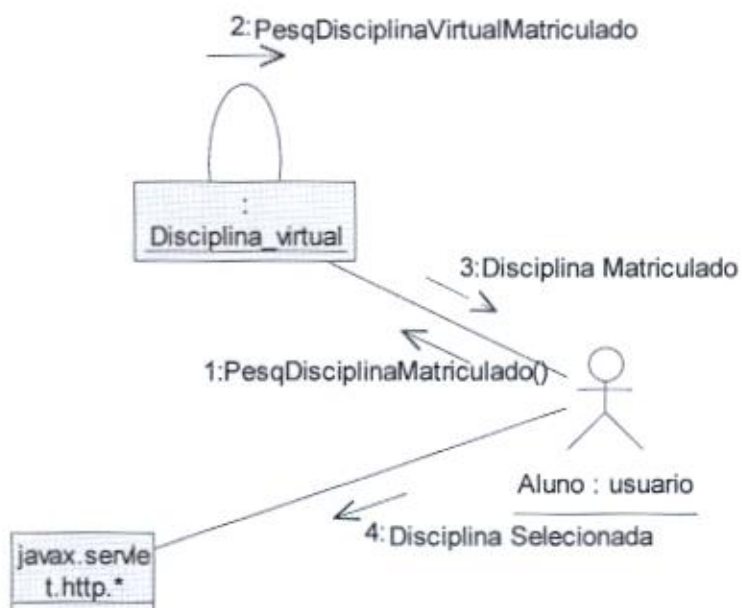 2:PesqDisciplinaVirtualMatriculado
:
Disciplina_virtual
3:Disciplina Matriculado
1:PesqDisciplinaMatriculado()
Aluno : usuario
4:Disciplina Selecionada
javax.servle
t.http.*